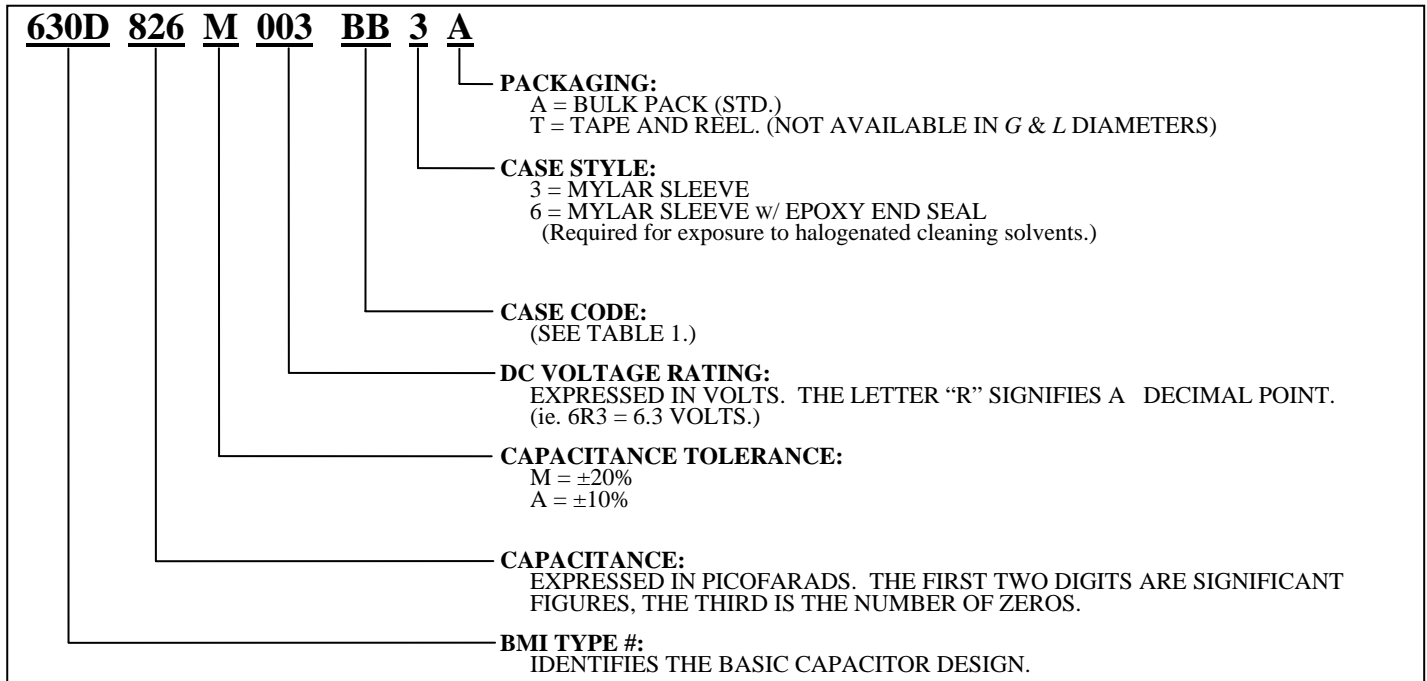 630D 826 M 003 BB 3 A
PACKAGING:
A = BULK PACK (STD.)
T = TAPE AND REEL. (NOT AVAILABLE IN G & L DIAMETERS)
CASE STYLE:
3 = MYLAR SLEEVE
6 = MYLAR SLEEVE w/ EPOXY END SEAL
(Required for exposure to halogenated cleaning solvents.)
CASE CODE:
(SEE TABLE 1.)
DC VOLTAGE RATING:
EXPRESSED IN VOLTS. THE LETTER “R” SIGNIFIES A DECIMAL POINT.
(ie. 6R3 = 6.3 VOLTS.)
CAPACITANCE TOLERANCE:
M = ±20%
A = ±10%
CAPACITANCE:
EXPRESSED IN PICOFARADS. THE FIRST TWO DIGITS ARE SIGNIFICANT
FIGURES, THE THIRD IS THE NUMBER OF ZEROS.
BMI TYPE #:
IDENTIFIES THE BASIC CAPACITOR DESIGN.